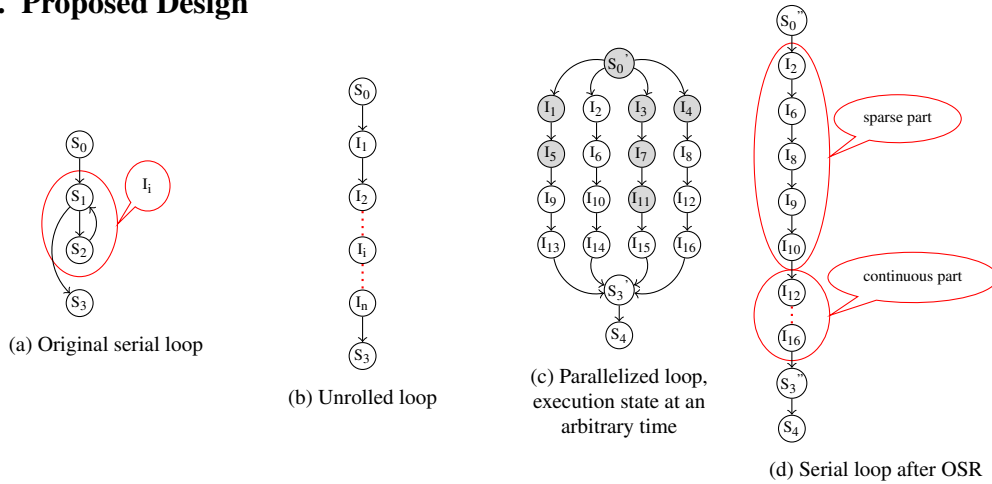 . Proposed Design
S0
S1
S2
S3
Ii
(a) Original serial loop
S0
I1
I2
Ii
In
S3
(b) Unrolled loop
S0'
I1 I2 I3 I4
I5 I6 I7 I8
I9 I10 I11 I12
I13 I14 I15 I16
S3'
S4
(c) Parallelized loop,
execution state at an
arbitrary time
S0"
I2
I6
I8
I9
I10
I12
I16
S3"
S4
sparse part
continuous part
(d) Serial loop after OSR